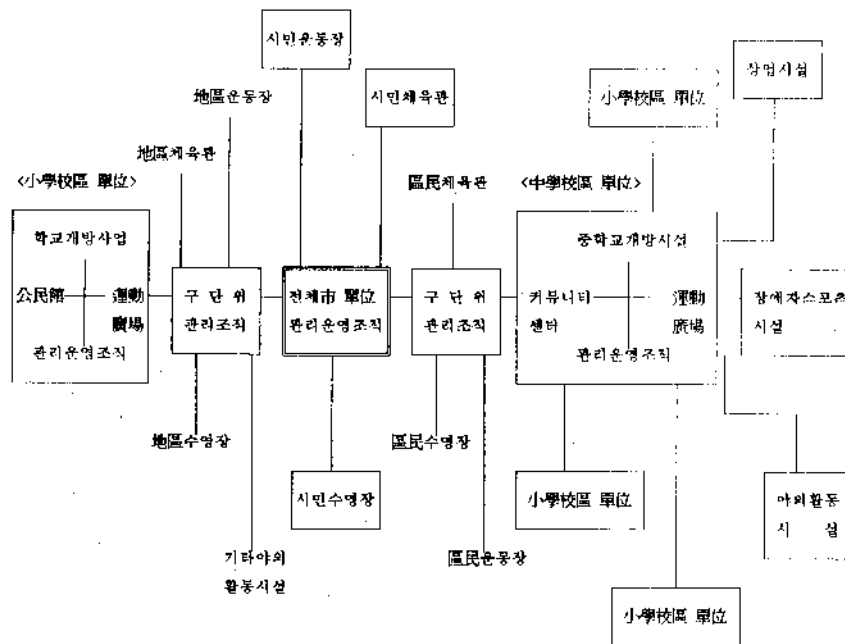 시민운동장
상업시설
地區운동장
시민체육관
小學校區 單位
地區체육관
<小學校區 單位>
區民체육관
<中學校區 單位>
학교개방사업
중학교개방시설
公民館
運動
廣場
관리운영조직
구 단 위
관리조직
전체市 單位
관리운영조직
구 단 위
관리조직
커뮤니티
센터
運動
廣場
관리운영조직
장애자스포츠
시설
地區수영장
區民수영장
시민수영장
小學校區 單位
야외활동
시 설
기타야외
활동시설
區民운동장
小學校區 單位